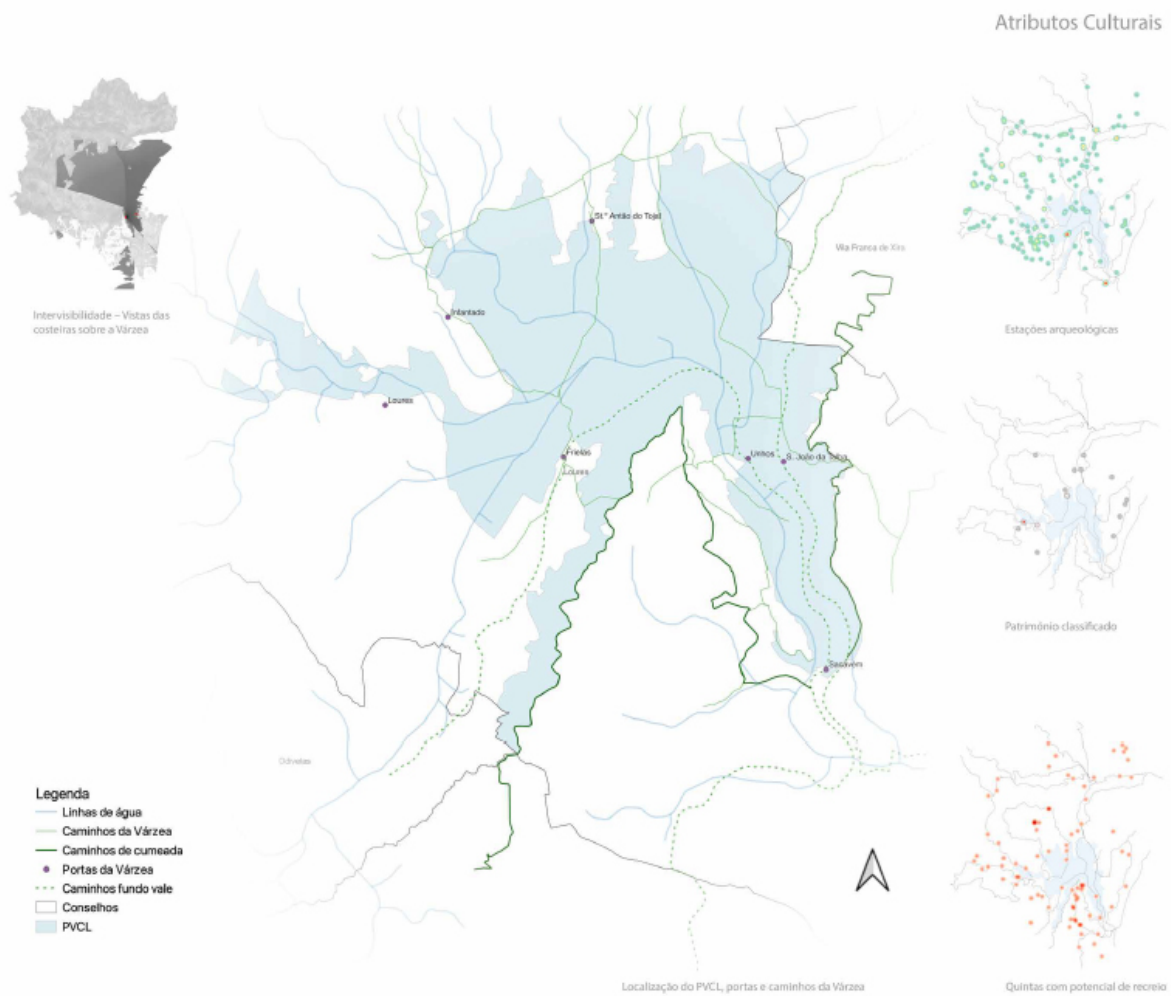 Atributos Culturais
Intervisibilidade – Vistas das
costeiras sobre a Várzea
St.º Antão do Tojal
Vila Franca de Xira
Infantado
Loures
Frielas
Loures
Unhos
S. João da Talha
Sacavem
Odivelas
Estações arqueológicas
Património classificado
Legenda
Linhas de água
Caminhos da Várzea
Caminhos de cumeada
Portas da Várzea
Caminhos fundo vale
Conselhos
PVCL
Localização do PVCL, portas e caminhos da Várzea
Quintas com potencial de recreio